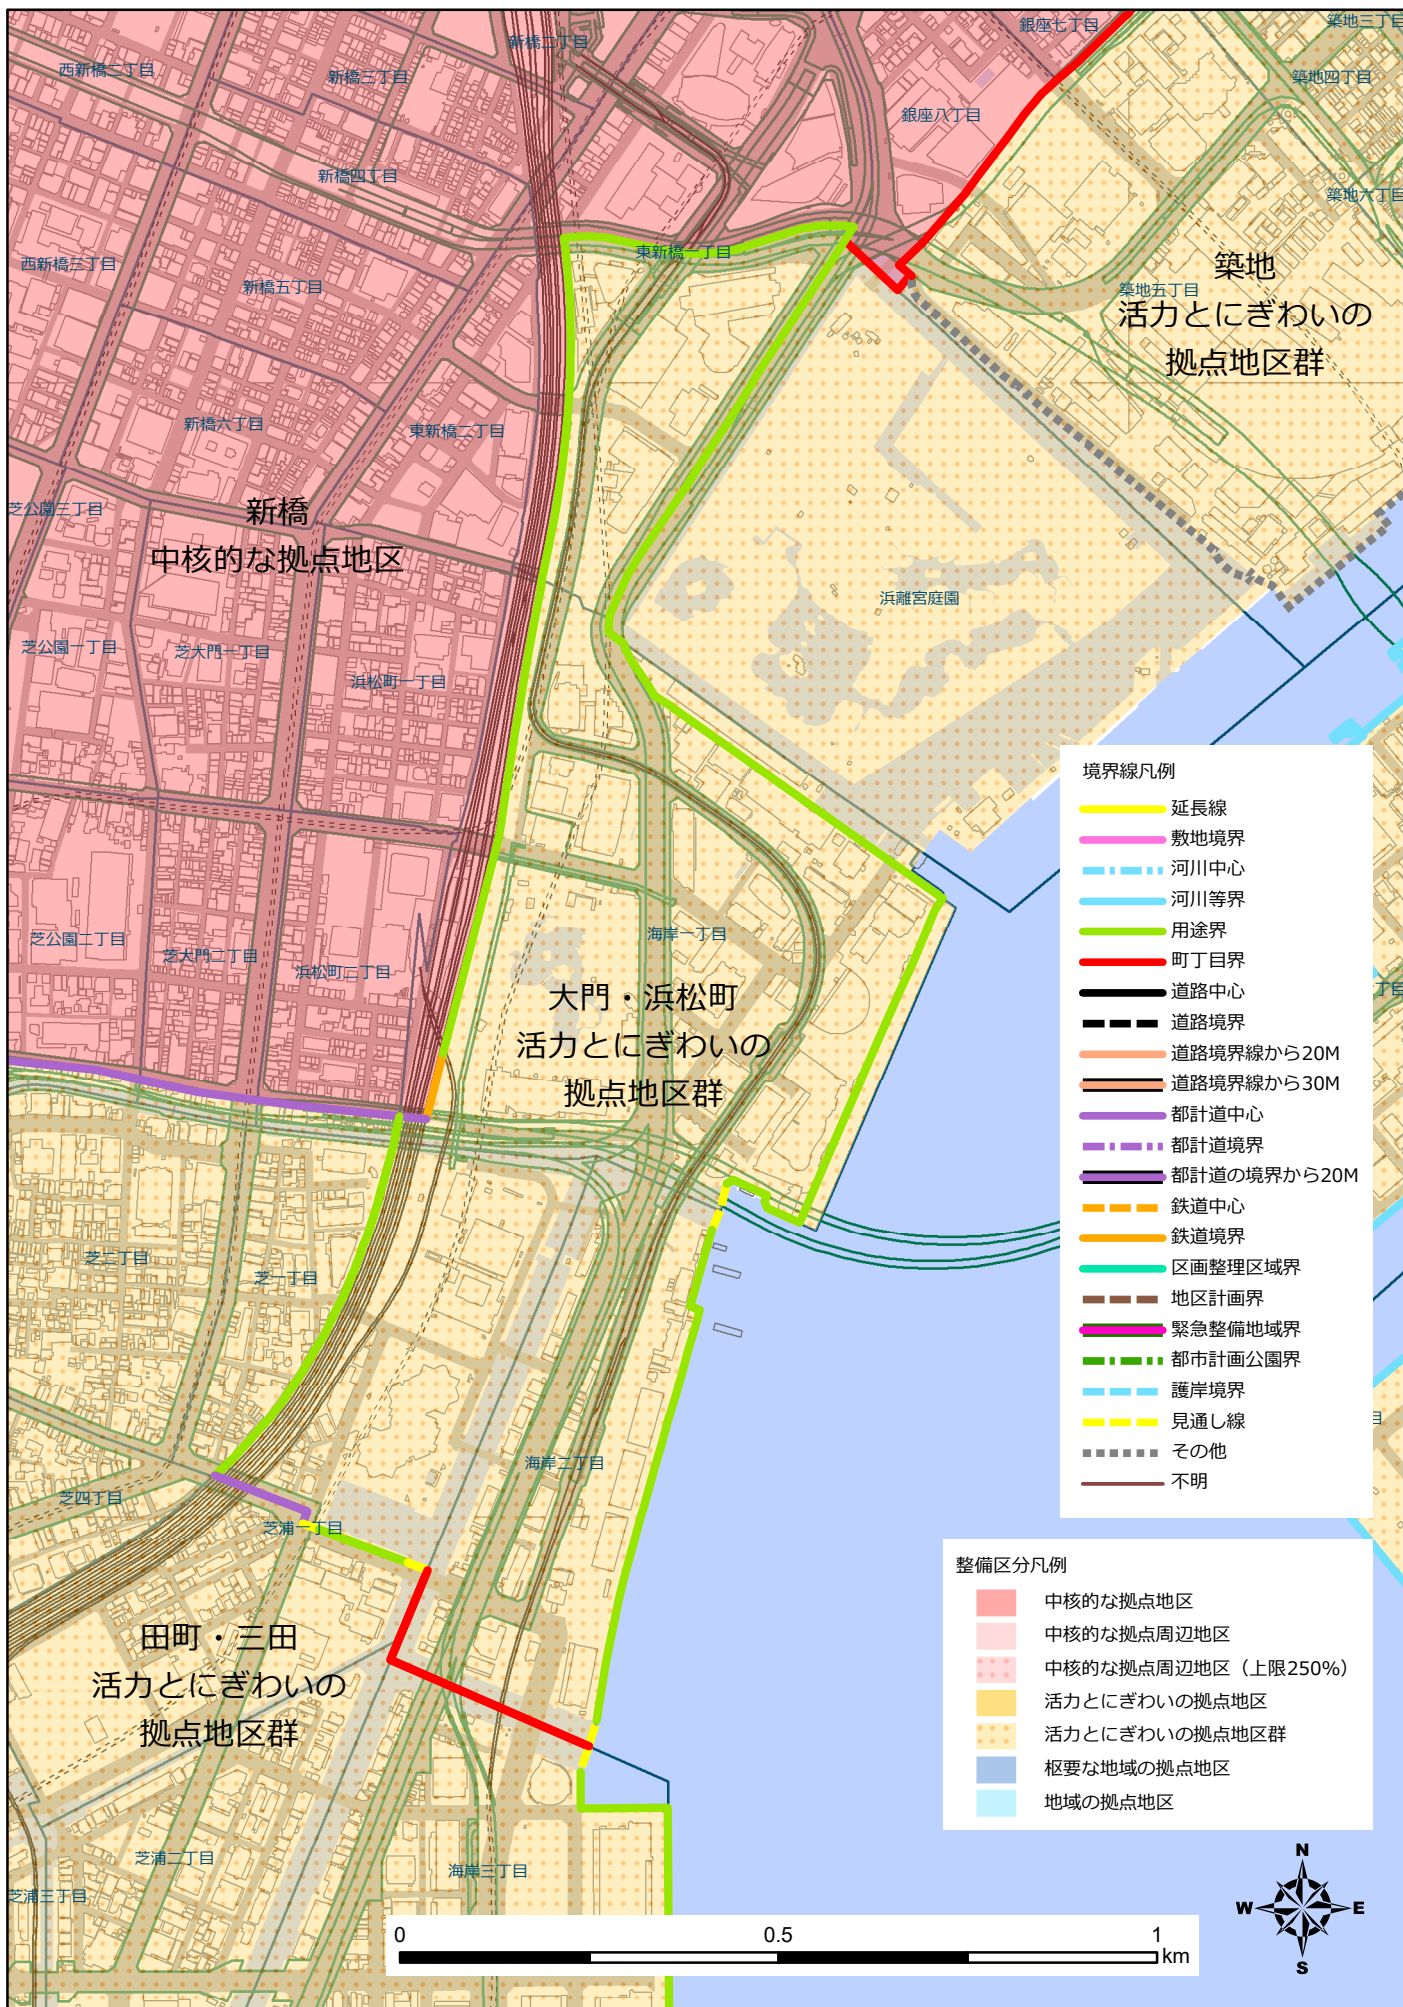 銀座七丁目
築地三丁目
新橋二丁目
西新橋二丁目
新橋三丁目
築地四丁目
銀座八丁目
新橋四丁目
築地六丁目
東新橋一丁目
西新橋三丁目
新橋五丁目
築地五丁目
築地
活力とにぎわいの
拠点地区群
新橋六丁目
東新橋二丁目
芝公園三丁目
新橋
中核的な拠点地区
浜離宮庭園
芝公園一丁目
芝大門一丁目
浜松町一丁目
芝公園二丁目
芝大門二丁目
浜松町二丁目
海岸一丁目
丁目
大門・浜松町
活力とにぎわいの
拠点地区群
芝二丁目
芝一丁目
海岸二丁目
目
芝四丁目
芝浦一丁目
田町・三田
活力とにぎわいの
拠点地区群
芝浦二丁目
海岸三丁目
芝浦三丁目
境界線凡例
延長線
敷地境界
河川中心
河川等界
用途界
町丁目界
道路中心
道路境界
道路境界線から20M
道路境界線から30M
都計道中心
都計道境界
都計道の境界から20M
鉄道中心
鉄道境界
区画整理区域界
地区計画界
緊急整備地域界
都市計画公園界
護岸境界
見通し線
その他
不明
整備区分凡例
中核的な拠点地区
中核的な拠点周辺地区
中核的な拠点周辺地区（上限250%）
活力とにぎわいの拠点地区
活力とにぎわいの拠点地区群
枢要な地域の拠点地区
地域の拠点地区
N
W E
S
0 0.5 1
km